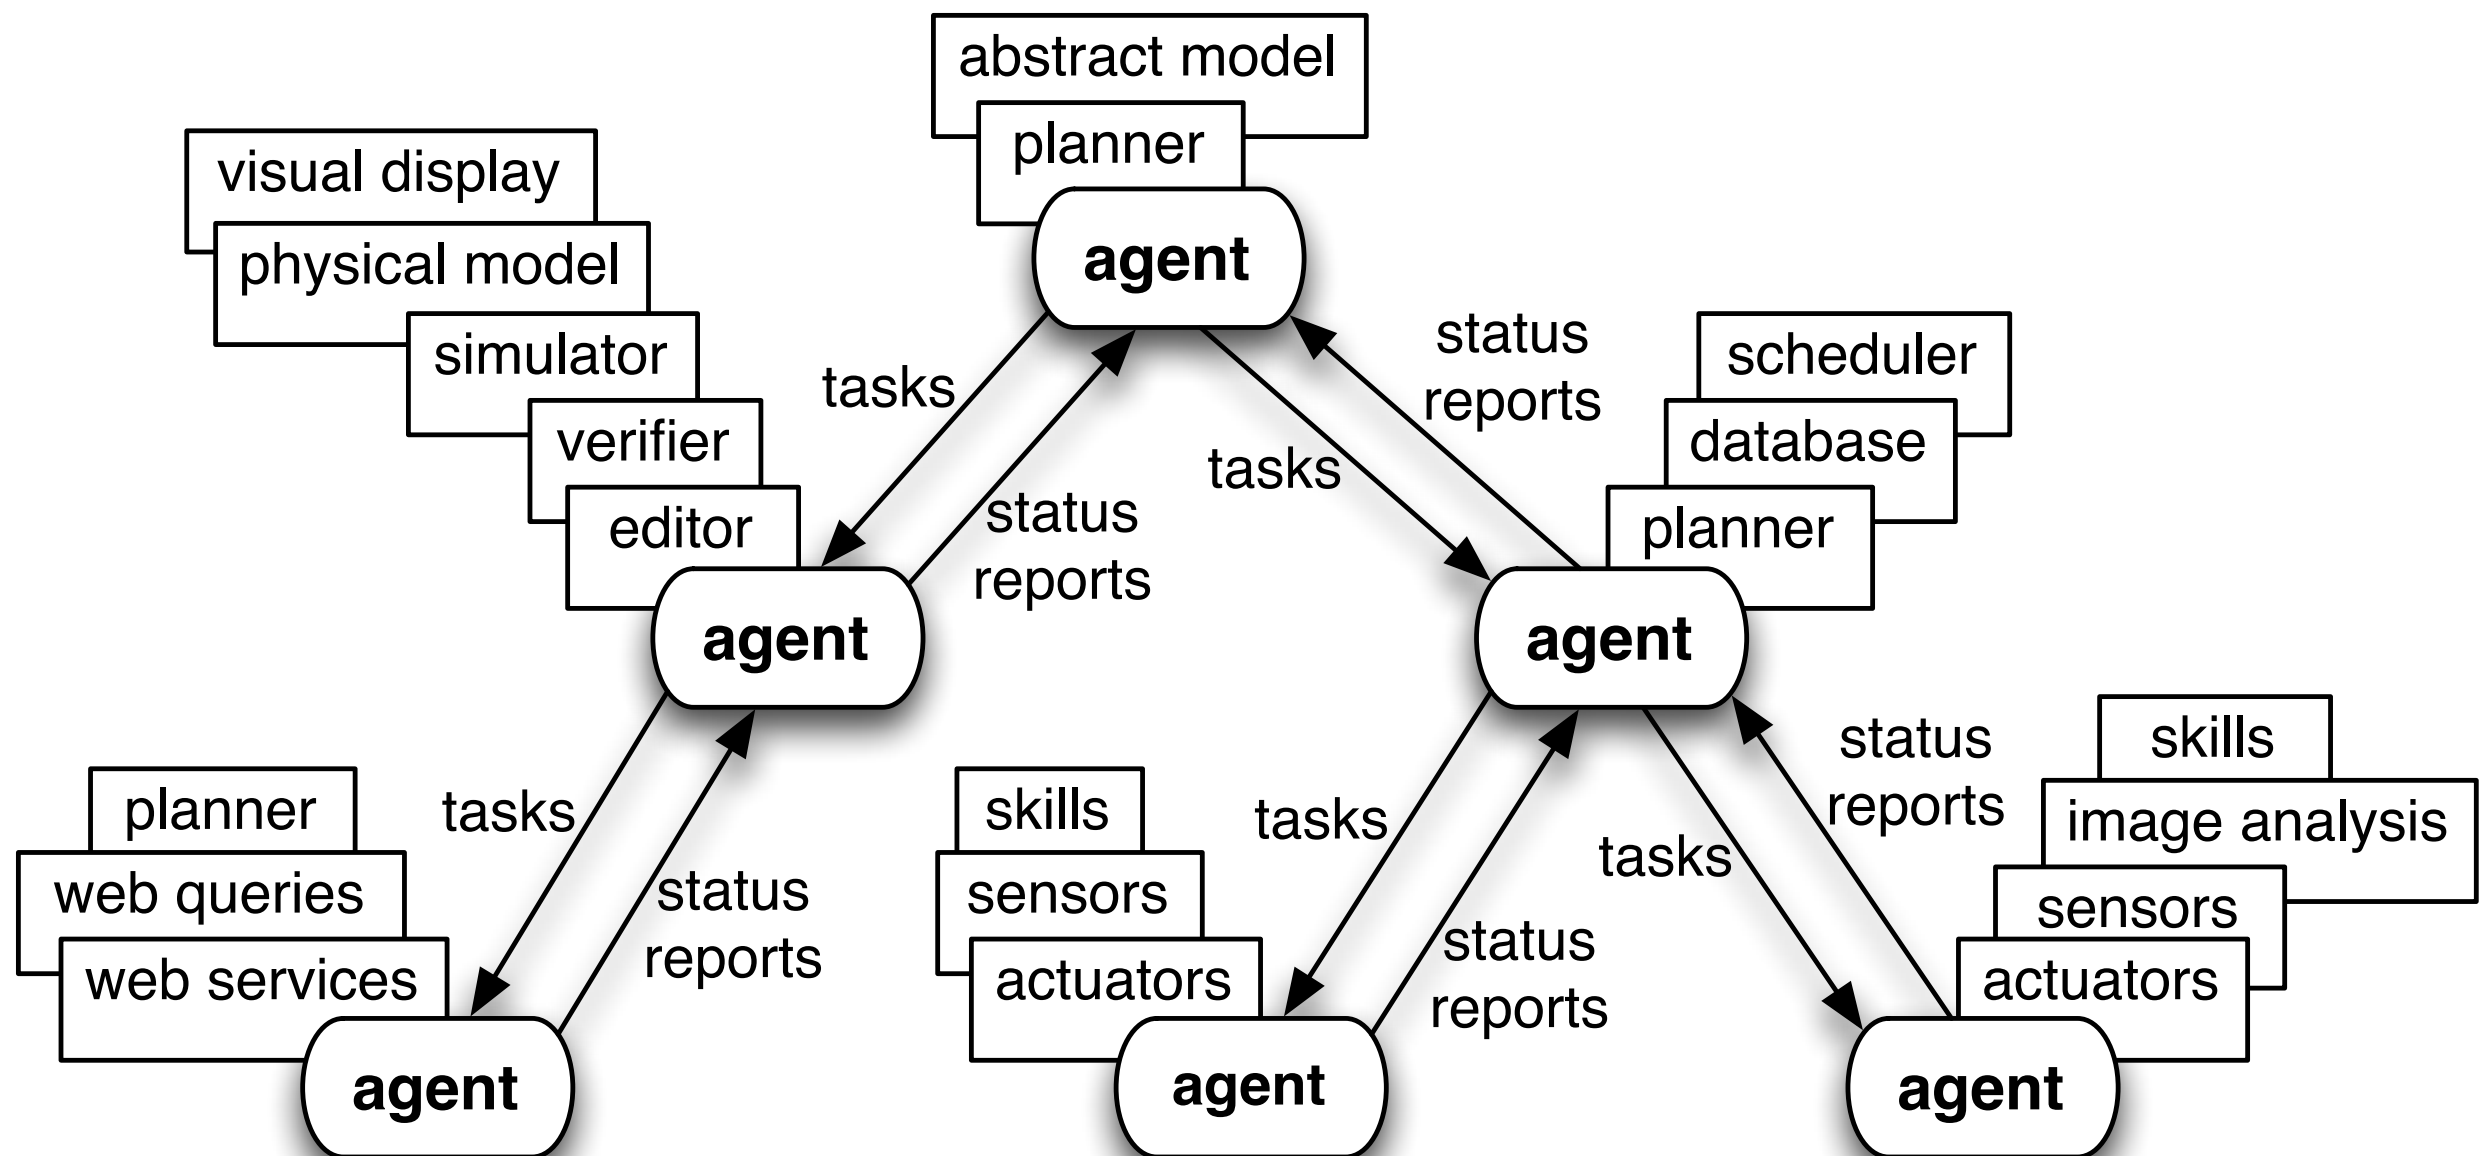 abstract model
planner
agent
visual display
physical model
simulator
verifier
editor
agent
tasks
status
reports
tasks
status
reports
scheduler
database
planner
agent
planner
web queries
web services
agent
tasks
status
reports
skills
sensors
actuators
agent
tasks
status
reports
tasks
status
reports
skills
image analysis
sensors
actuators
agent